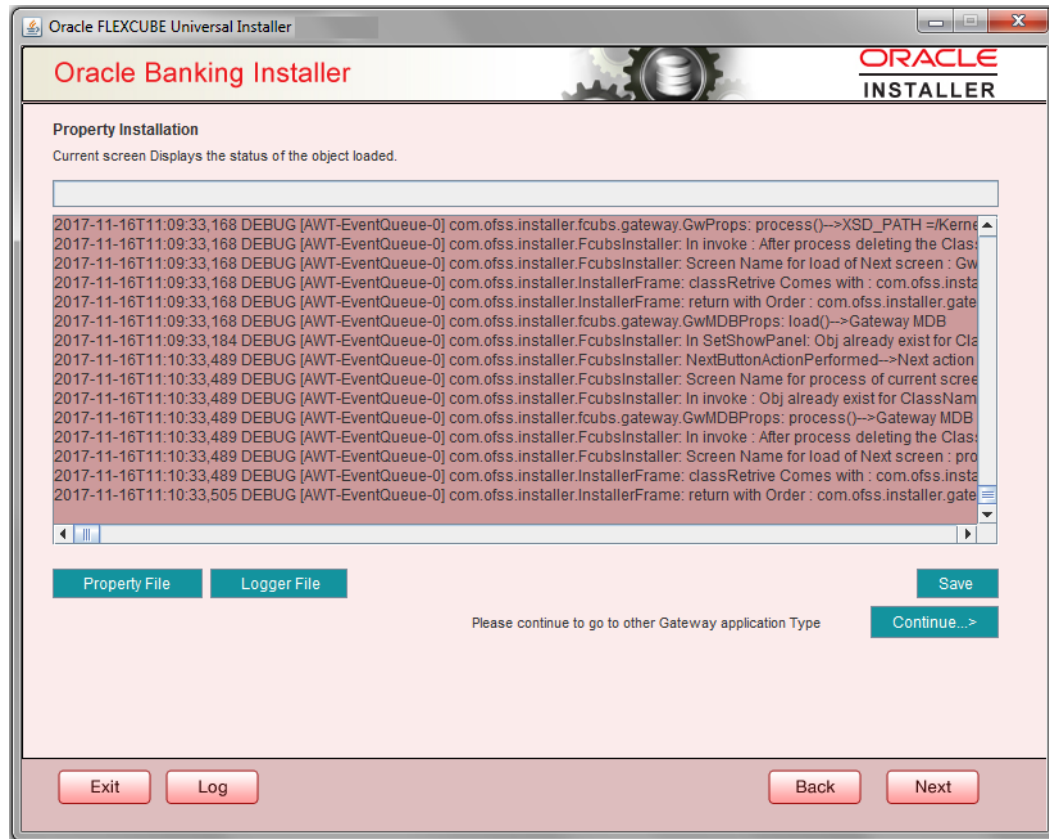 Oracle FLEXCUBE Universal Installer
Oracle Banking Installer
ORACLE
INSTALLER
Property Installation
Current screen Displays the status of the object loaded.
2017-11-16T11:09:33,168 DEBUG [AWT-EventQueue-0] com.ofss.installer.fcubs.gateway.GwProps: process()-->XSD_PATH =/Kerne
2017-11-16T11:09:33,168 DEBUG [AWT-EventQueue-0] com.ofss.installer.FcubsInstaller: In invoke : After process deleting the Clas
2017-11-16T11:09:33,168 DEBUG [AWT-EventQueue-0] com.ofss.installer.FcubsInstaller: Screen Name for load of Next screen : Gw
2017-11-16T11:09:33,168 DEBUG [AWT-EventQueue-0] com.ofss.installer.InstallerFrame: classRetrive Comes with : com.ofss.insta
2017-11-16T11:09:33,168 DEBUG [AWT-EventQueue-0] com.ofss.installer.InstallerFrame: return with Order : com.ofss.installer.gate
2017-11-16T11:09:33,168 DEBUG [AWT-EventQueue-0] com.ofss.installer.fcubs.gateway.GwMDBProps: load()-->Gateway MDB
2017-11-16T11:09:33,184 DEBUG [AWT-EventQueue-0] com.ofss.installer.FcubsInstaller: In SetShowPanel: Obj already exist for Cla
2017-11-16T11:10:33,489 DEBUG [AWT-EventQueue-0] com.ofss.installer.FcubsInstaller: NextButtonActionPerformed-->Next action
2017-11-16T11:10:33,489 DEBUG [AWT-EventQueue-0] com.ofss.installer.FcubsInstaller: Screen Name for process of current scree
2017-11-16T11:10:33,489 DEBUG [AWT-EventQueue-0] com.ofss.installer.FcubsInstaller: In invoke : Obj already exist for ClassNam
2017-11-16T11:10:33,489 DEBUG [AWT-EventQueue-0] com.ofss.installer.fcubs.gateway.GwMDBProps: process()-->Gateway MDB
2017-11-16T11:10:33,489 DEBUG [AWT-EventQueue-0] com.ofss.installer.FcubsInstaller: In invoke : After process deleting the Clas
2017-11-16T11:10:33,489 DEBUG [AWT-EventQueue-0] com.ofss.installer.FcubsInstaller: Screen Name for load of Next screen : pro
2017-11-16T11:10:33,489 DEBUG [AWT-EventQueue-0] com.ofss.installer.InstallerFrame: classRetrive Comes with : com.ofss.insta
2017-11-16T11:10:33,505 DEBUG [AWT-EventQueue-0] com.ofss.installer.InstallerFrame: return with Order : com.ofss.installer.gate
Property File Logger File Save
Please continue to go to other Gateway application Type Continue...>
Exit Log Back Next